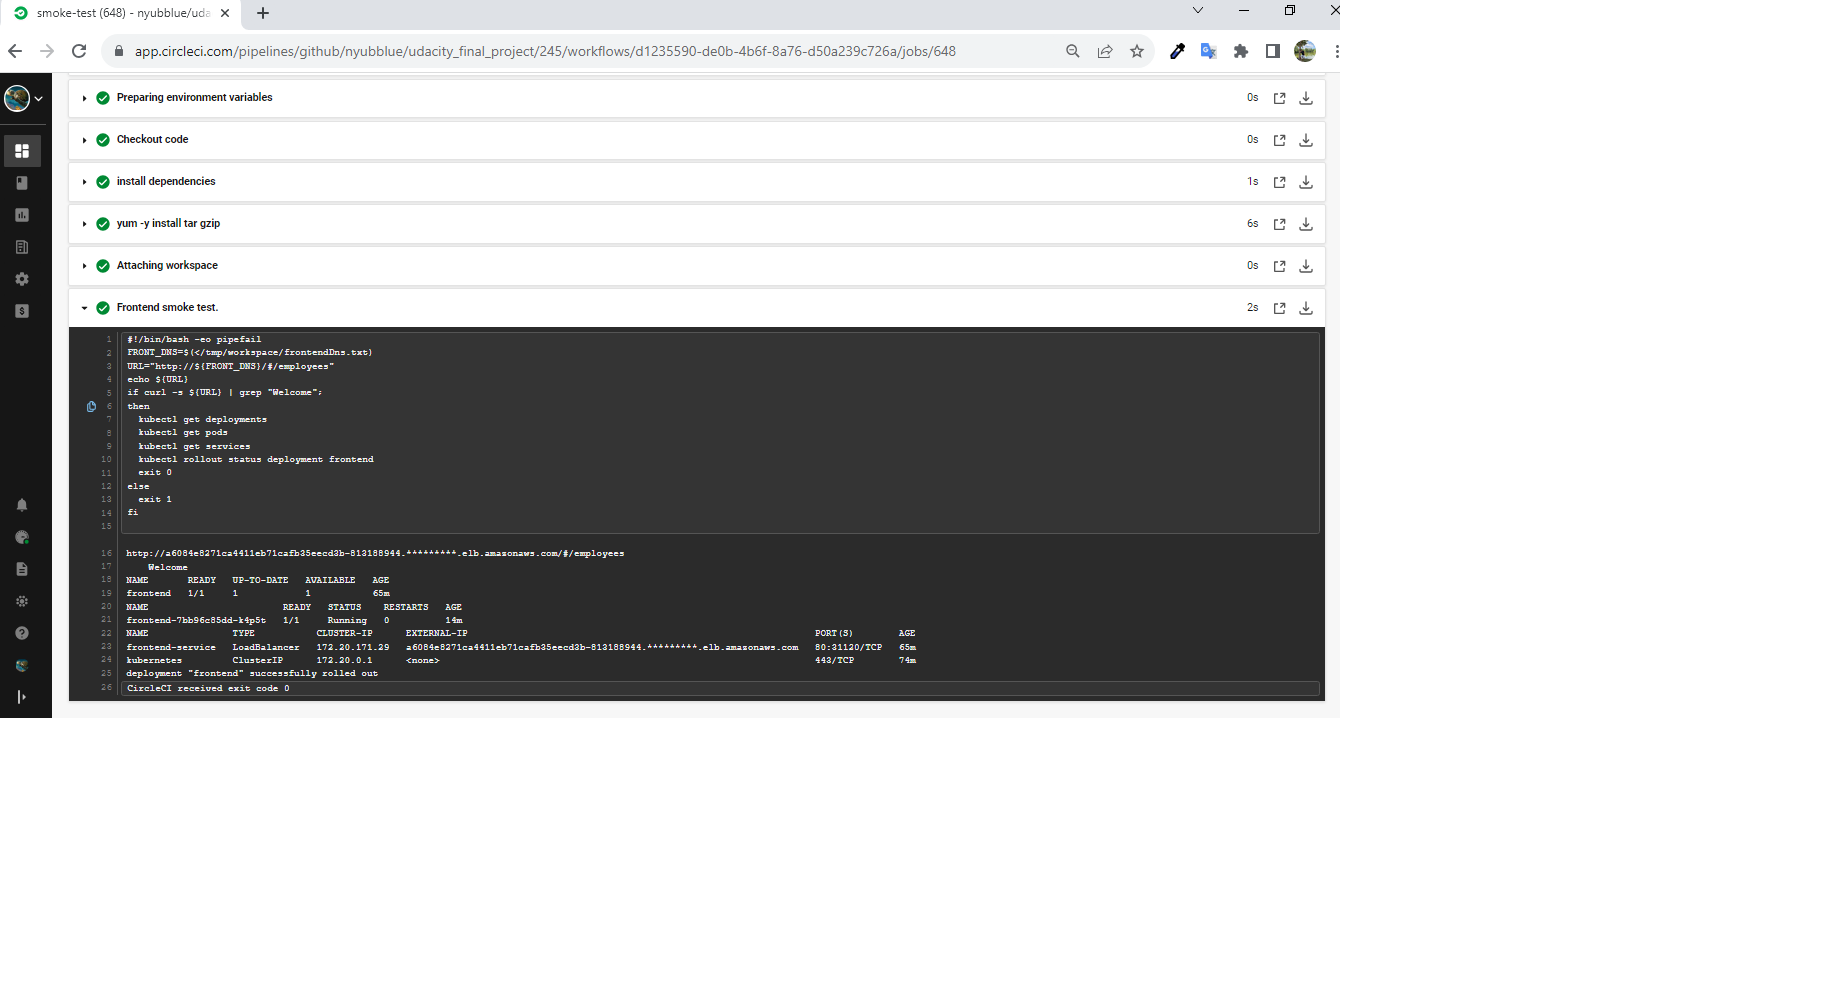 smoke-test (648) - nyubblue/uda
app.circleci.com/pipelines/github/nyubblue/udacity_final_project/245/workflows/d1235590-de0b-4b6f-8a76-d50a239c726a/jobs/648
Preparing environment variables 0s
Checkout code 0s
install dependencies 1s
yum -y install tar gzip 6s
Attaching workspace 0s
Frontend smoke test. 2s
1 #!/bin/bash -eo pipefail
2 FRONT_DNS=$(</tmp/workspace/frontendDns.txt)
3 URL="http://${FRONT_DNS}/#/employees"
4 echo ${URL}
5 if curl -s ${URL} | grep "Welcome";
6 then
7 kubectl get deployments
8 kubectl get pods
9 kubectl get services
10 kubectl rollout status deployment frontend
11 exit 0
12 else
13 exit 1
14 fi
15
16 http://a6084e8271ca4411eb71cafb35eecd3b-813188944.*********.elb.amazonaws.com/#/employees
17 Welcome
18 NAME READY UP-TO-DATE AVAILABLE AGE
19 frontend 1/1 1 1 65m
20 NAME READY STATUS RESTARTS AGE
21 frontend-7bb96c85dd-k4p5t 1/1 Running 0 14m
22 NAME TYPE CLUSTER-IP EXTERNAL-IP PORT(S) AGE
23 frontend-service LoadBalancer 172.20.171.29 a6084e8271ca4411eb71cafb35eecd3b-813188944.*********.elb.amazonaws.com 80:31120/TCP 65m
24 kubernetes ClusterIP 172.20.0.1 <none> 443/TCP 74m
25 deployment "frontend" successfully rolled out
26 CircleCI received exit code 0